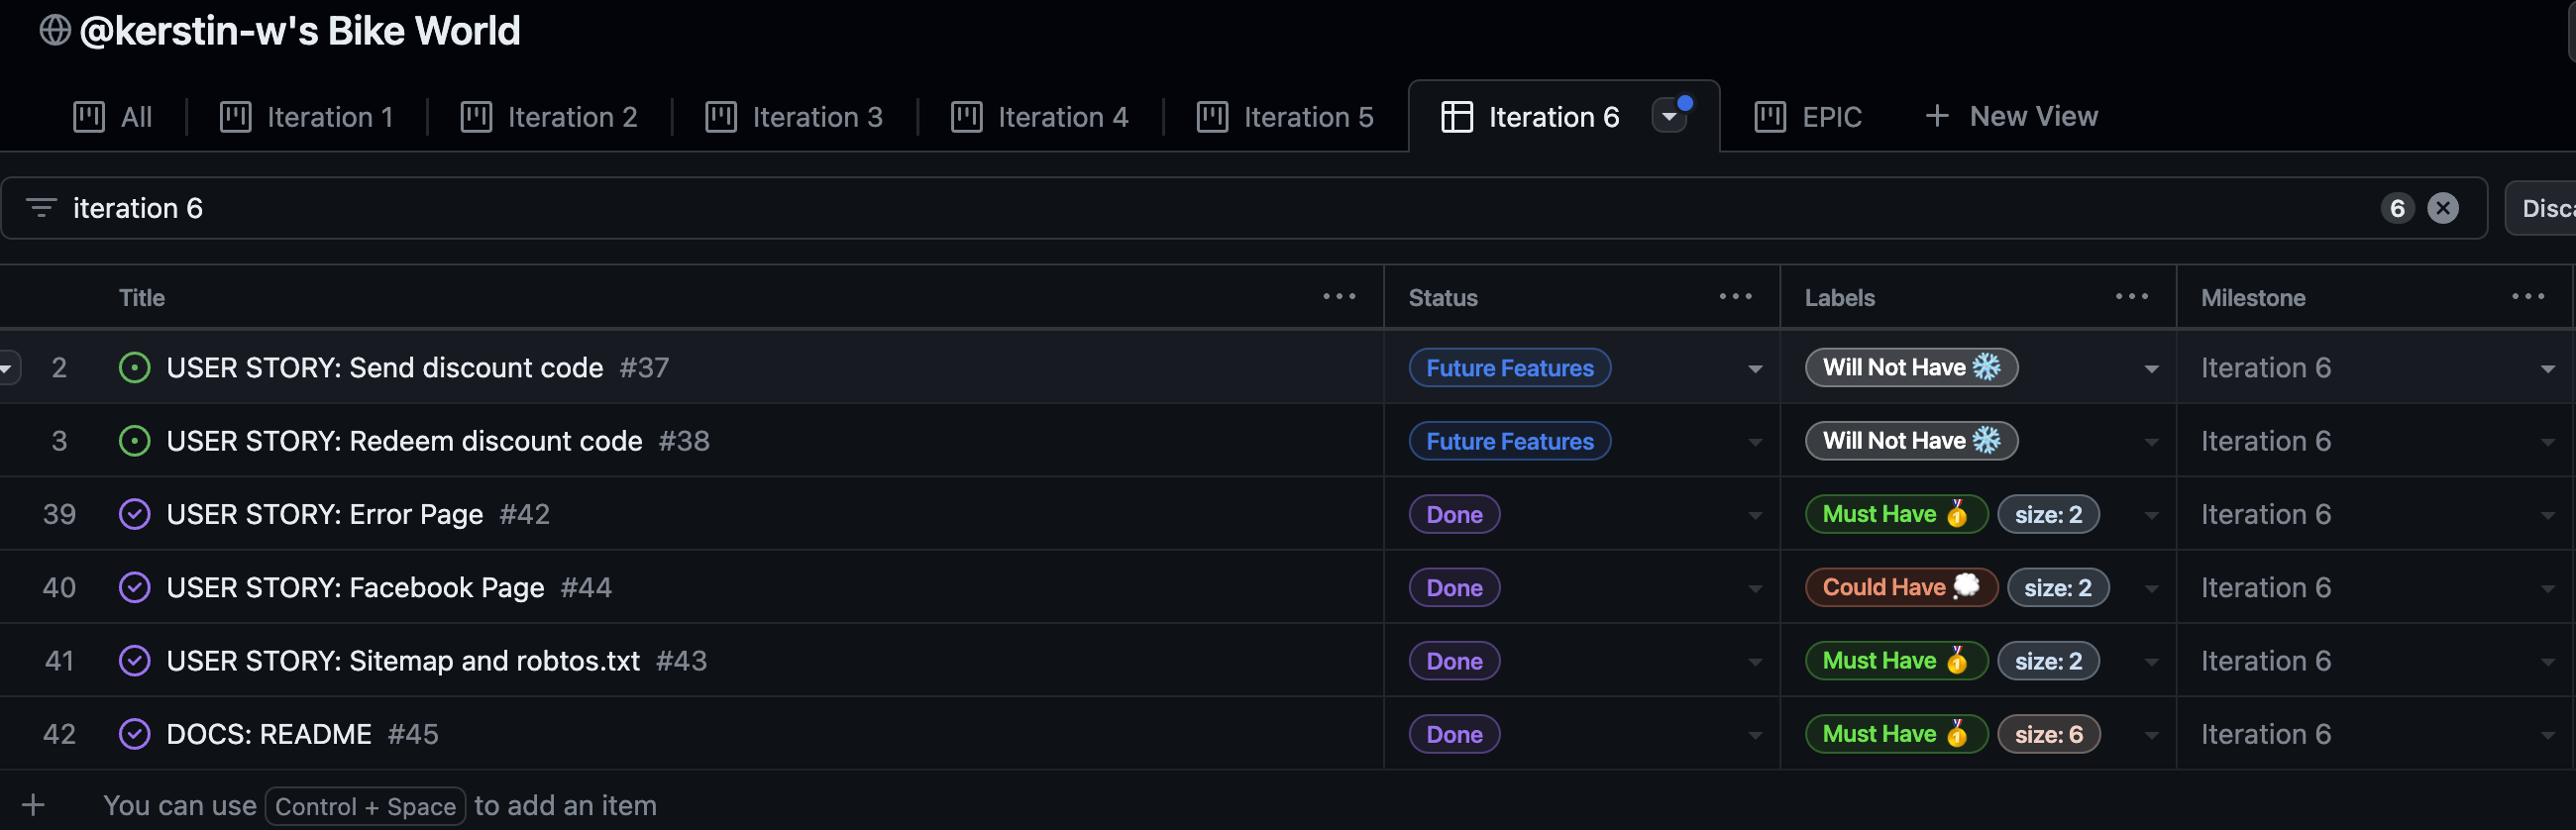 @kerstin-w's Bike World
All Iteration 1 Iteration 2 Iteration 3 Iteration 4 Iteration 5 Iteration 6 EPIC + New View
iteration 6 6
Title Status Labels Milestone
2 USER STORY: Send discount code #37 Future Features Will Not Have ❄️ Iteration 6
3 USER STORY: Redeem discount code #38 Future Features Will Not Have ❄️ Iteration 6
39 USER STORY: Error Page #42 Done Must Have 🥇 size: 2 Iteration 6
40 USER STORY: Facebook Page #44 Done Could Have 💭 size: 2 Iteration 6
41 USER STORY: Sitemap and robtos.txt #43 Done Must Have 🥇 size: 2 Iteration 6
42 DOCS: README #45 Done Must Have 🥇 size: 6 Iteration 6
+ You can use Control + Space to add an item